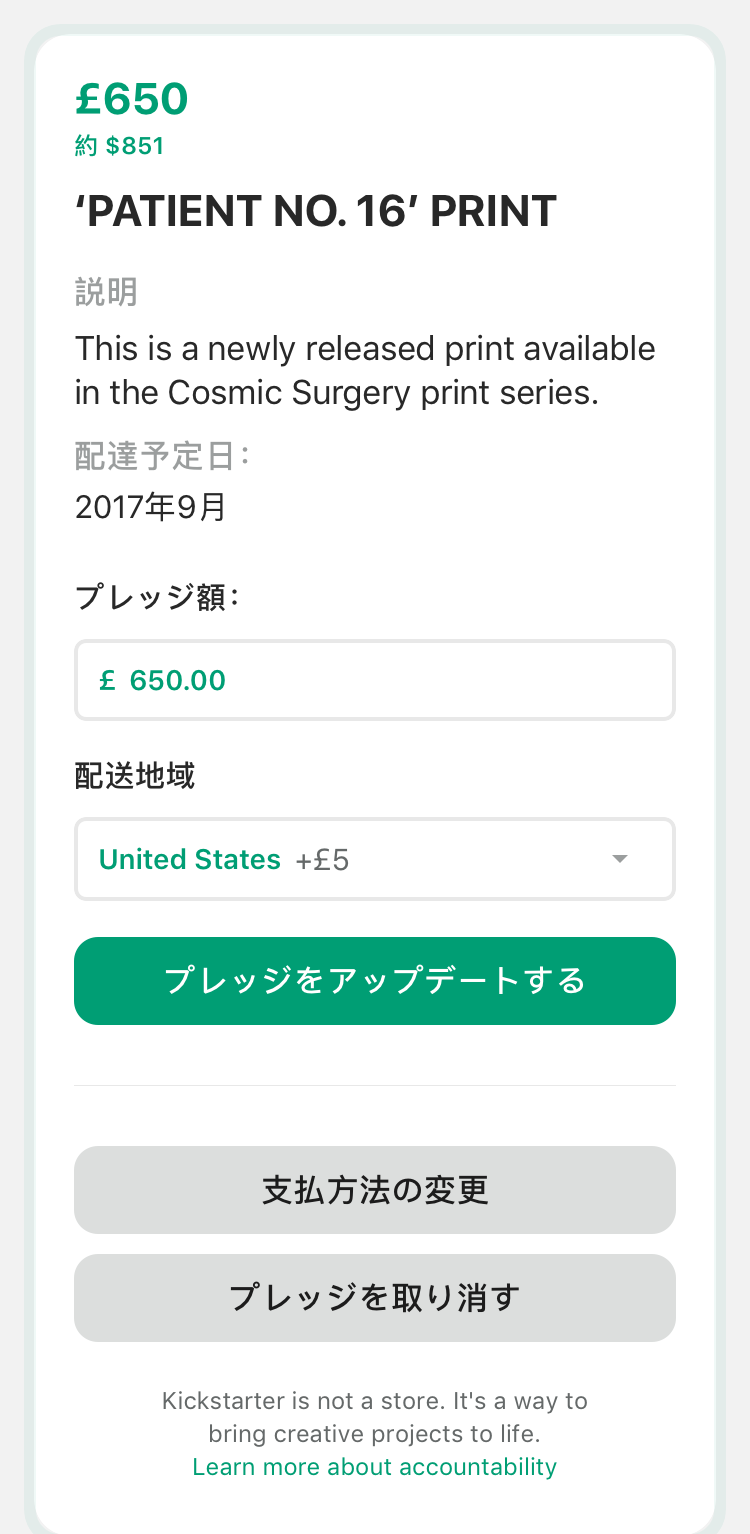 £650
約 $851
‘PATIENT NO. 16’ PRINT
説明
This is a newly released print available
in the Cosmic Surgery print series.
配達予定日：
2017年9月
プレッジ額：
£ 650.00
配送地域
United States +£5
プレッジをアップデートする
支払方法の変更
プレッジを取り消す
Kickstarter is not a store. It's a way to
bring creative projects to life.
Learn more about accountability